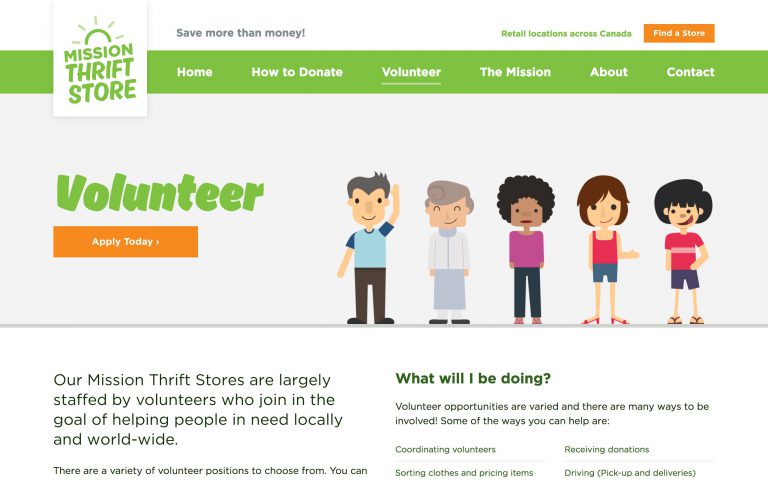 MISSION
THRIFT
STORE
Save more than money!
Retail locations across Canada
Find a Store
Home
How to Donate
Volunteer
The Mission
About
Contact
Volunteer
Apply Today ›
Our Mission Thrift Stores are largely
staffed by volunteers who join in the
goal of helping people in need locally
and world-wide.
There are a variety of volunteer positions to choose from. You can
What will I be doing?
Volunteer opportunities are varied and there are many ways to be
involved! Some of the ways you can help are:
Coordinating volunteers
Receiving donations
Sorting clothes and pricing items
Driving (Pick-up and deliveries)